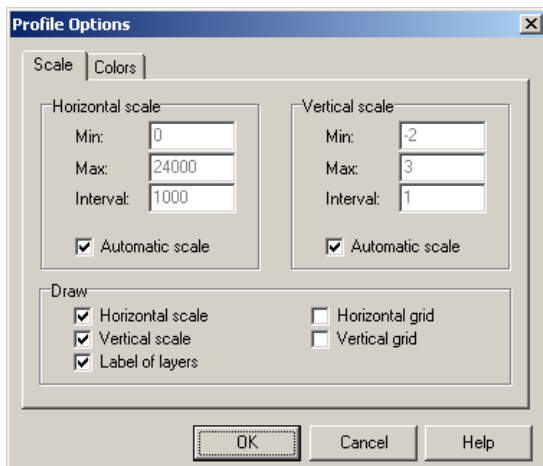 Profile Options
Scale Colors
Horizontal scale
Min: 0
Max: 24000
Interval: 1000
Automatic scale
Vertical scale
Min: -2
Max: 3
Interval: 1
Automatic scale
Draw
Horizontal scale
Vertical scale
Label of layers
Horizontal grid
Vertical grid
OK Cancel Help